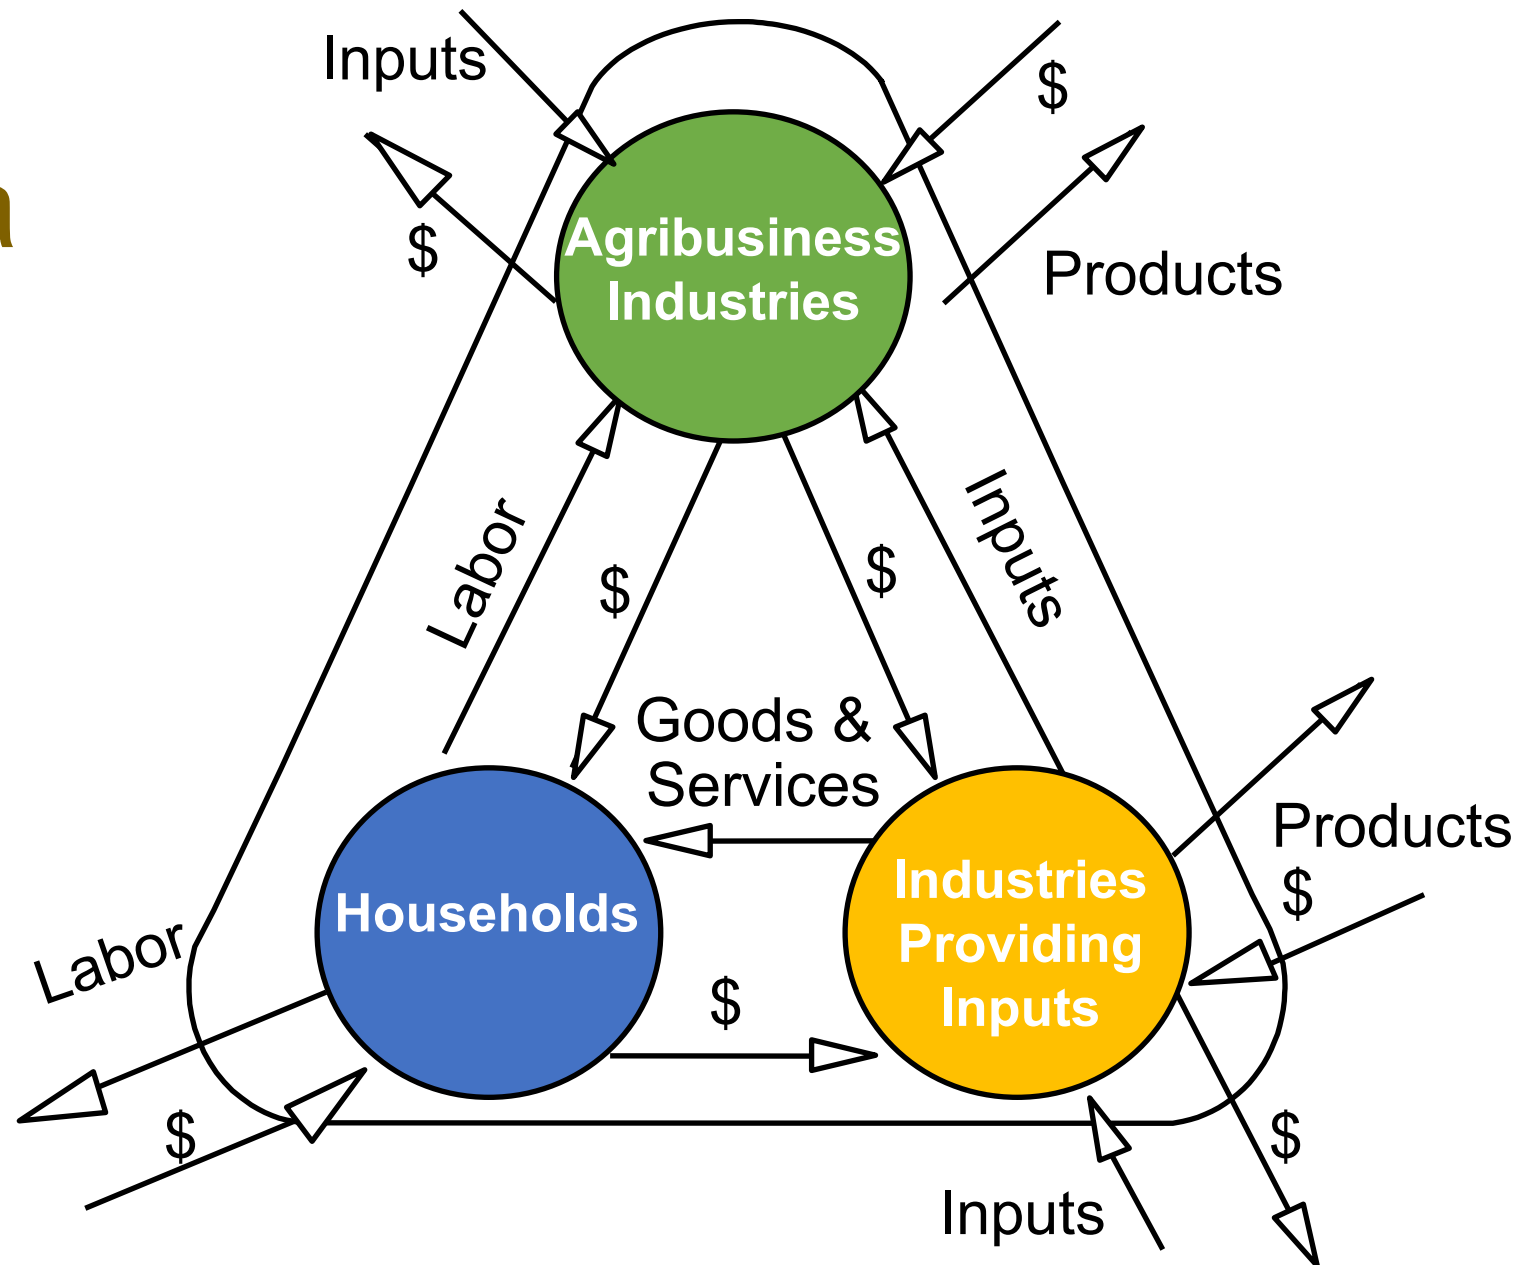 Inputs
$
a
$
Products
Agribusiness
Industries
Labor
$
$
Inputs
Goods &
Services
Products
$
Households
Industries
Providing
Inputs
Labor
$
$
$
Inputs